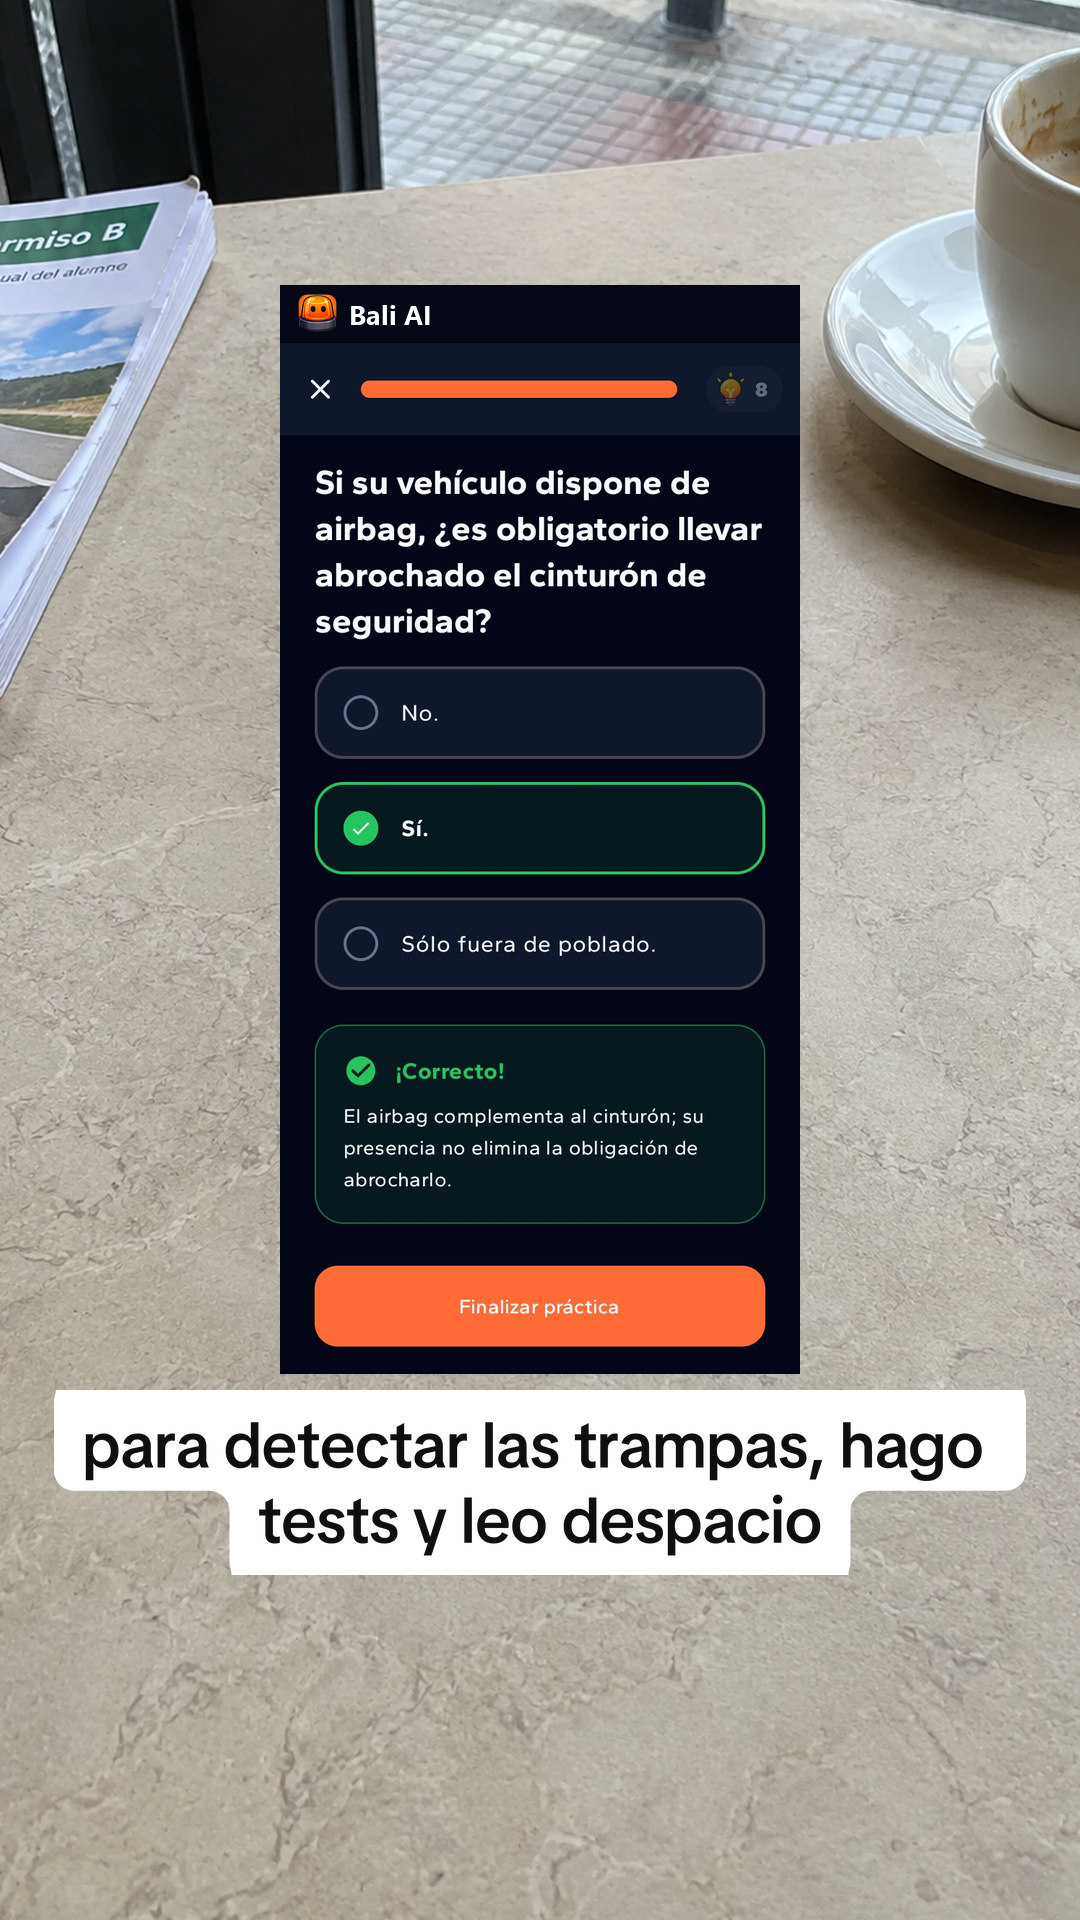 rmiso B
ual del alumno
Bali AI
8
Si su vehículo dispone de
airbag, ¿es obligatorio llevar
abrochado el cinturón de
seguridad?
No.
Sí.
Sólo fuera de poblado.
¡Correcto!
El airbag complementa al cinturón; su
presencia no elimina la obligación de
abrocharlo.
Finalizar práctica
para detectar las trampas, hago
tests y leo despacio